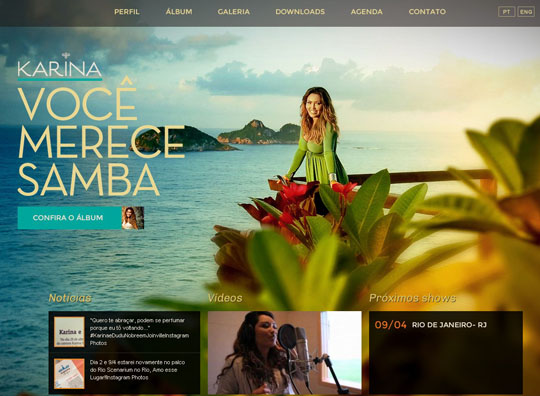 PERFIL ÁLBUM GALERIA DOWNLOADS AGENDA CONTATO PT ENG
KARINA
VOCÊ
MERECE
SAMBA
CONFIRA O ÁLBUM
Notícias Vídeos Próximos shows
Karina e
"Quero te abraçar, podem se perfumar
porque eu tô voltando..."
#KarinaeDuduNobreemJoinvilleInstagram
Photos
Dia 2 e 9/4 estarei novamente no palco
do Rio Scenarium no Rio, Amo esse
Lugar!Instagram Photos
09/04 RIO DE JANEIRO- RJ